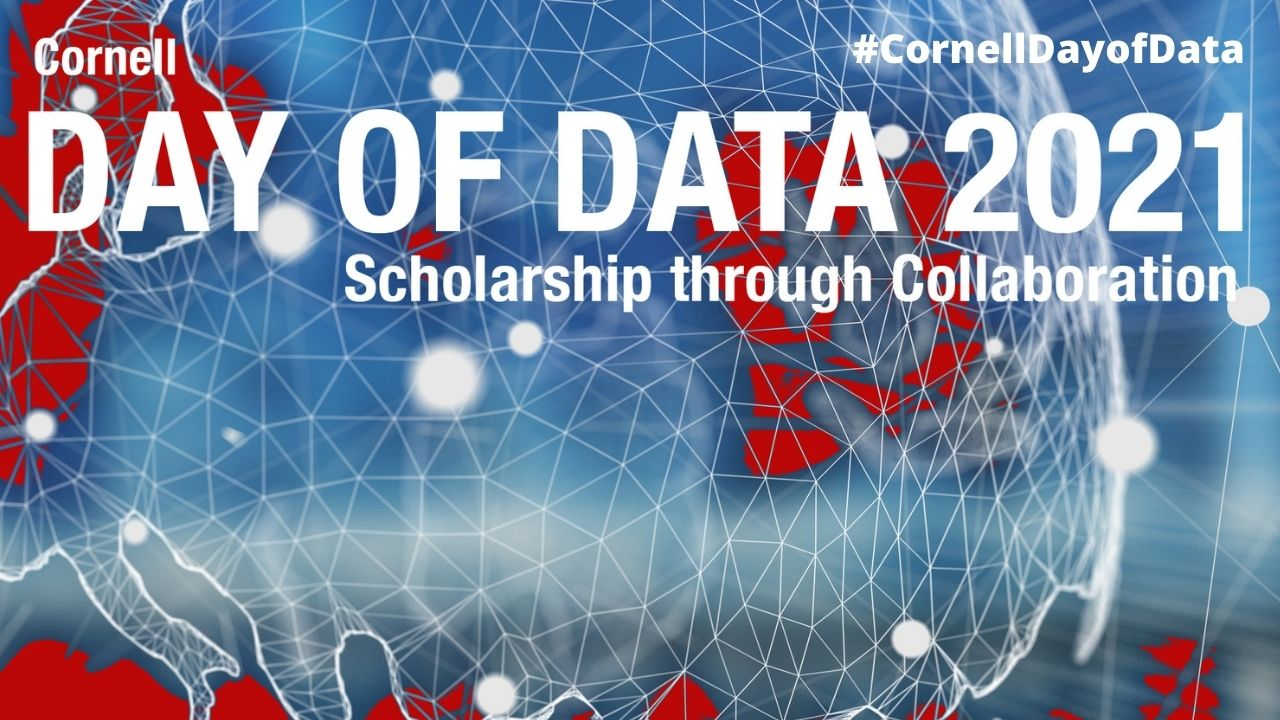 Cornell
#CornellDayofData
DAY OF DATA 2021
Scholarship through Collaboration